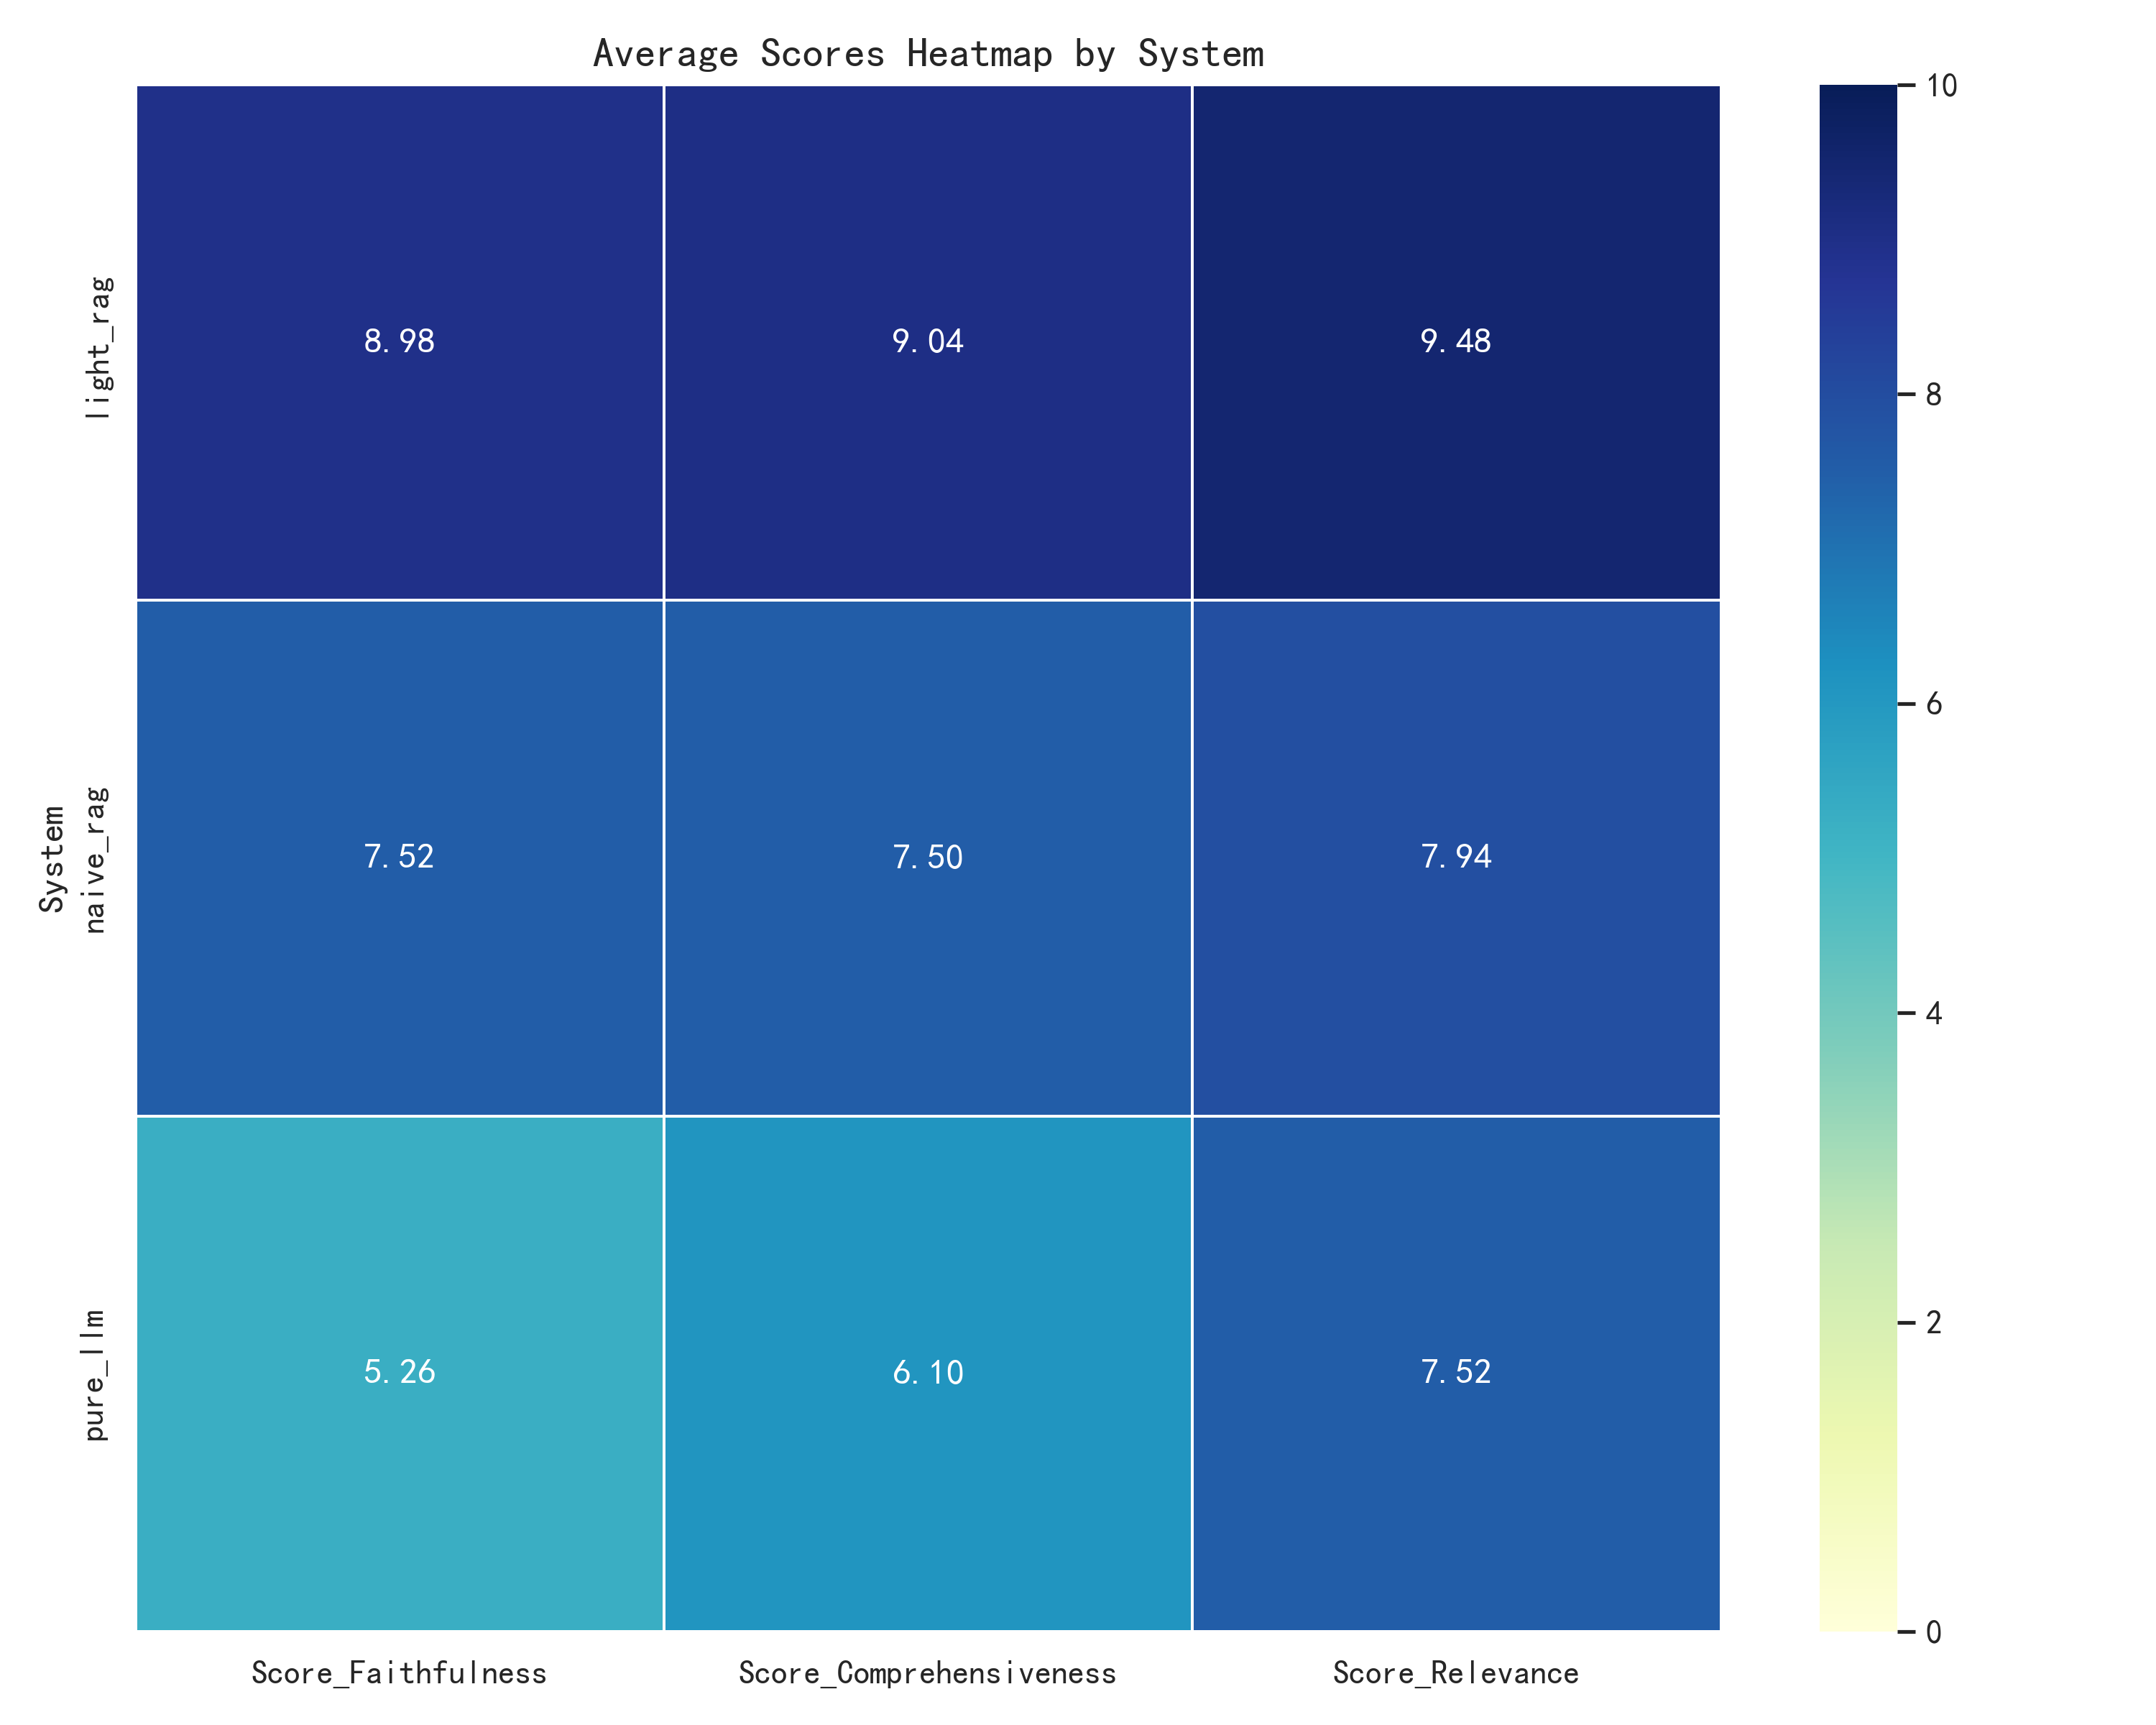 Average Scores Heatmap by System
System
light_rag
8.98
9.04
9.48
naive_rag
7.52
7.50
7.94
pure_llm
5.26
6.10
7.52
Score_Faithfulness
Score_Comprehensiveness
Score_Relevance
10
8
6
4
2
0